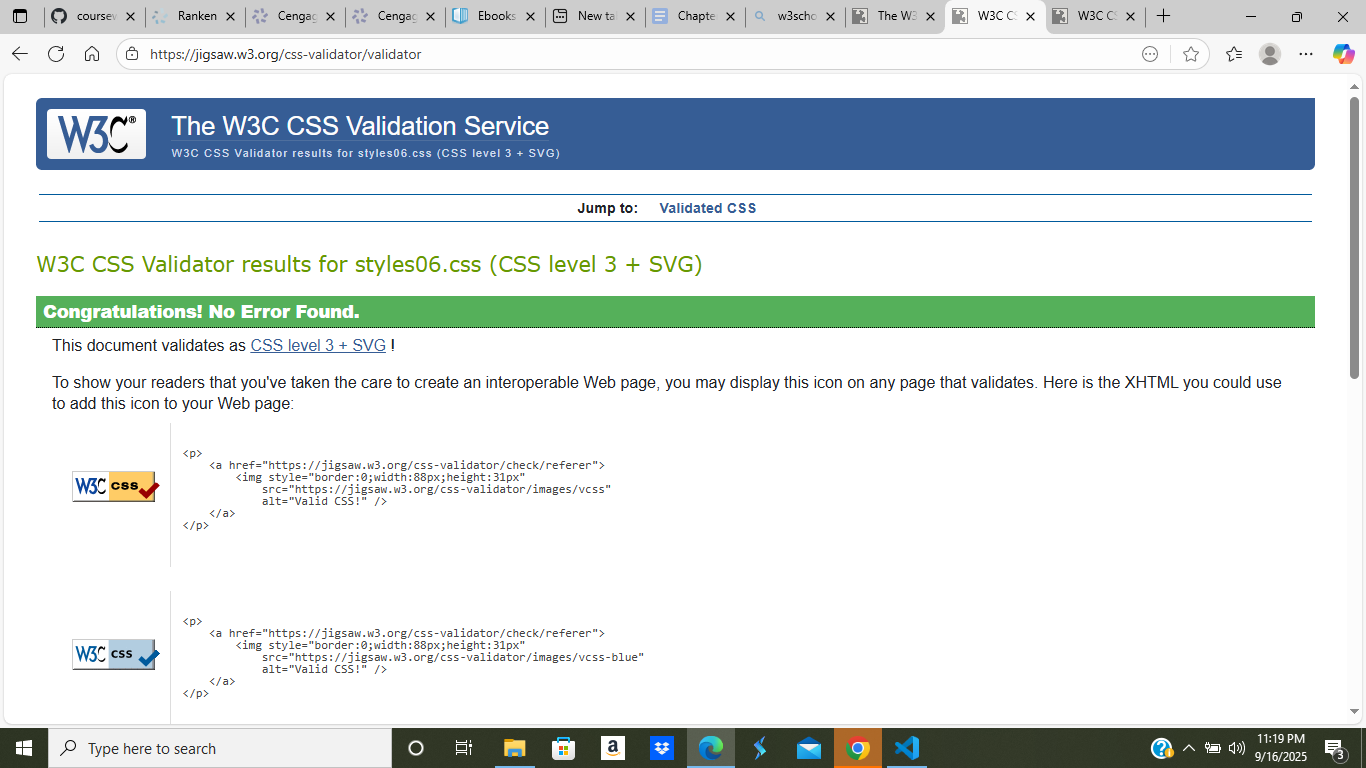 coursew
Ranken
Cengag
Cengag
Ebooks
New tal
Chapte
w3scho
The W3
W3C CS
W3C CS
https://jigsaw.w3.org/css-validator/validator
W3C®
The W3C CSS Validation Service
W3C CSS Validator results for styles06.css (CSS level 3 + SVG)
Jump to: Validated CSS
W3C CSS Validator results for styles06.css (CSS level 3 + SVG)
Congratulations! No Error Found.
This document validates as CSS level 3 + SVG !
To show your readers that you've taken the care to create an interoperable Web page, you may display this icon on any page that validates. Here is the XHTML you could use
to add this icon to your Web page:
W3C css
<p>
    <a href="https://jigsaw.w3.org/css-validator/check/referer">
        <img style="border:0;width:88px;height:31px"
            src="https://jigsaw.w3.org/css-validator/images/vcss"
            alt="Valid CSS!" />
    </a>
</p>
W3C css
<p>
    <a href="https://jigsaw.w3.org/css-validator/check/referer">
        <img style="border:0;width:88px;height:31px"
            src="https://jigsaw.w3.org/css-validator/images/vcss-blue"
            alt="Valid CSS!" />
    </a>
</p>
Type here to search
a
11:19 PM
9/16/2025
3